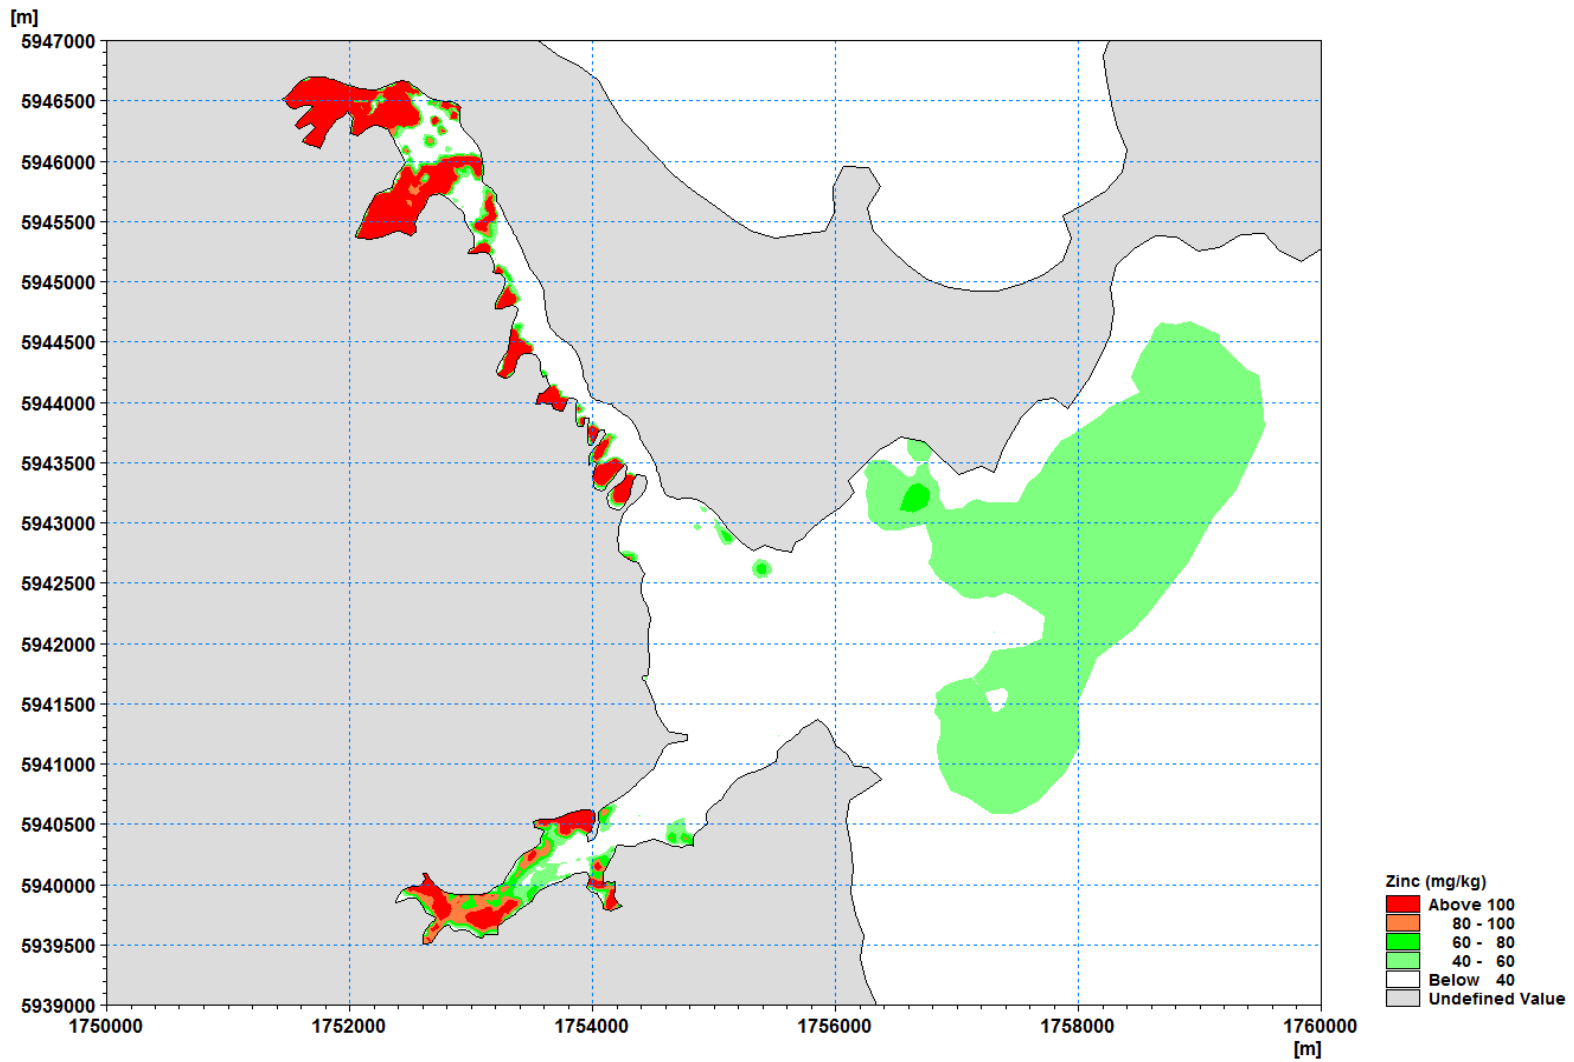 [m]
5947000
5946500
5946000
5945500
5945000
5944500
5944000
5943500
5943000
5942500
5942000
5941500
5941000
5940500
5940000
5939500
5939000
1750000 1752000 1754000 1756000 1758000 1760000
[m]
Zinc (mg/kg)
Above 100
80 - 100
60 - 80
40 - 60
Below 40
Undefined Value